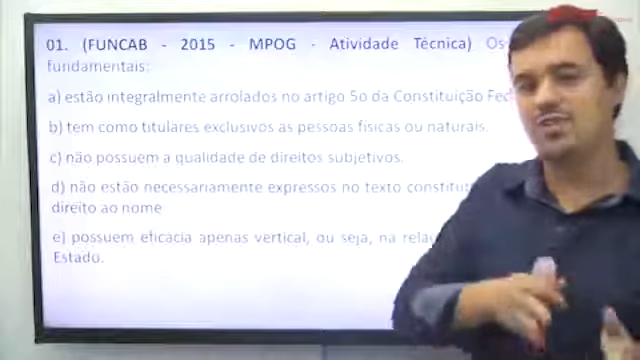 01. (FUNCAB - 2015 - MPOG - Atividade Técnica) Os
fundamentais:
a) estão integralmente arrolados no artigo 5o da Constituição Fed
b) tem como titulares exclusivos as pessoas físicas ou naturais.
c) não possuem a qualidade de direitos subjetivos.
d) não estão necessariamente expressos no texto constitu
direito ao nome
e) possuem eficácia apenas vertical, ou seja, na rela
Estado.